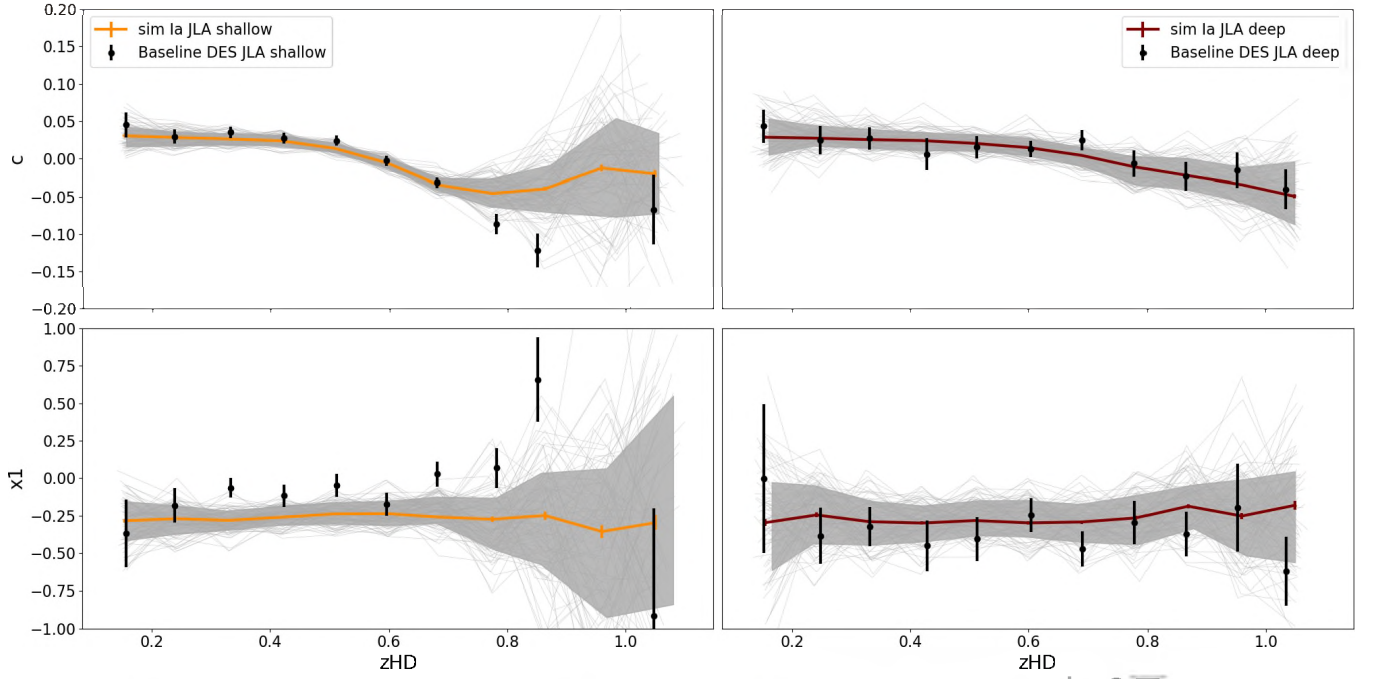 sim Ia JLA shallow
Baseline DES JLA shallow
sim Ia JLA deep
Baseline DES JLA deep
0.20
0.15
0.10
0.05
0.00
−0.05
−0.10
−0.15
−0.20
c
1.00
0.75
0.50
0.25
0.00
−0.25
−0.50
−0.75
−1.00
x1
0.2 0.4 0.6 0.8 1.0
zHD
0.2 0.4 0.6 0.8 1.0
zHD